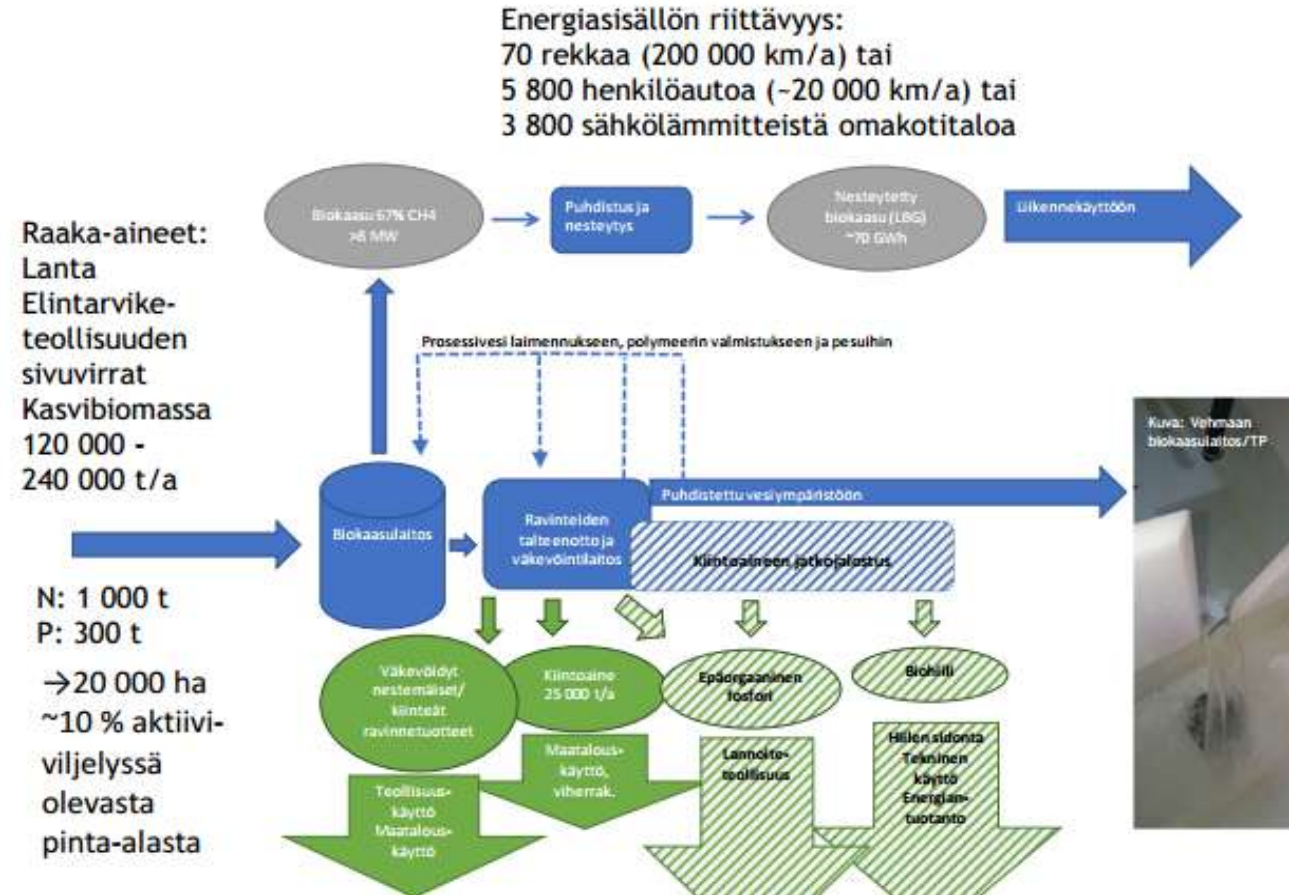 Energiasisällön riittävyys:
70 rekkaa (200 000 km/a) tai
5 800 henkilöautoa (~20 000 km/a) tai
3 800 sähkölämmitteistä omakotitaloa
Biokaasu 67% CH4
>8 MW
Puhdistus ja
nesteytys
Nesteytetty
biokaasu (LBG)
~70 GWh
Liikennekäyttöön
Raaka-aineet:
Lanta
Elintarvike-
teollisuuden
sivuvirrat
Kasvibiomassa
120 000 -
240 000 t/a
Prosessivesi laimennukseen, polymeerin valmistukseen ja pesuihin
Kuva: Vehmaan
biokaasulaitos/TP
Biokaasulaitos
Ravinteiden
talteenotto ja
väkevöintilaitos
Puhdistettu vesi ympäristöön
Kiintoaineen jatkojalostus
N: 1 000 t
P: 300 t
→20 000 ha
~10 % aktiivi-
viljelyssä
olevasta
pinta-alasta
Väkevöidyt
nestemäiset/
kiinteät
ravinnetuotteet
Kiintoaine
25 000 t/a
Epäorgaaninen
fosfori
Biohiili
Teollisuus-
käyttö
Maatalous-
käyttö
Maatalous-
käyttö,
viherrak.
Lannoite-
teollisuus
Hiilen sidonta
Tekninen
käyttö
Energian-
tuotanto